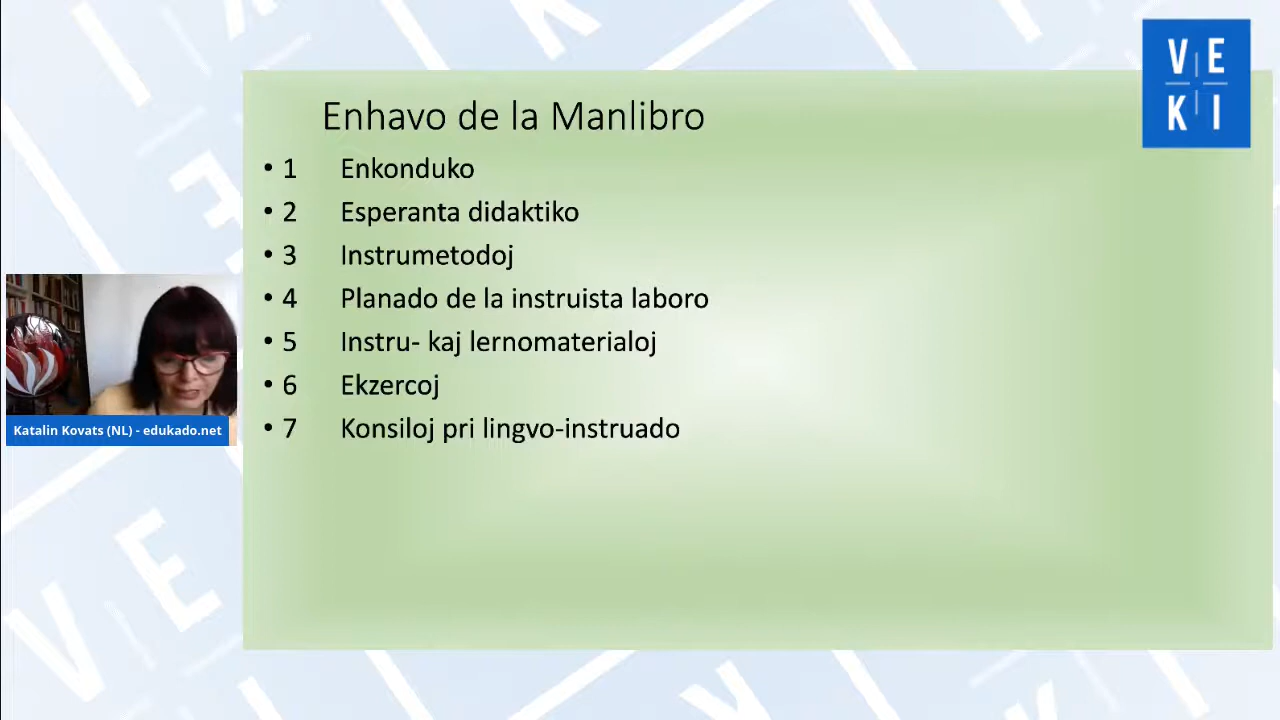 V E
K I
Enhavo de la Manlibro
• 1 Enkonduko
• 2 Esperanta didaktiko
• 3 Instrumetodoj
• 4 Planado de la instruista laboro
• 5 Instru- kaj lernomaterialoj
• 6 Ekzercoj
• 7 Konsiloj pri lingvo-instruado
Katalin Kovats (NL) - edukado.net